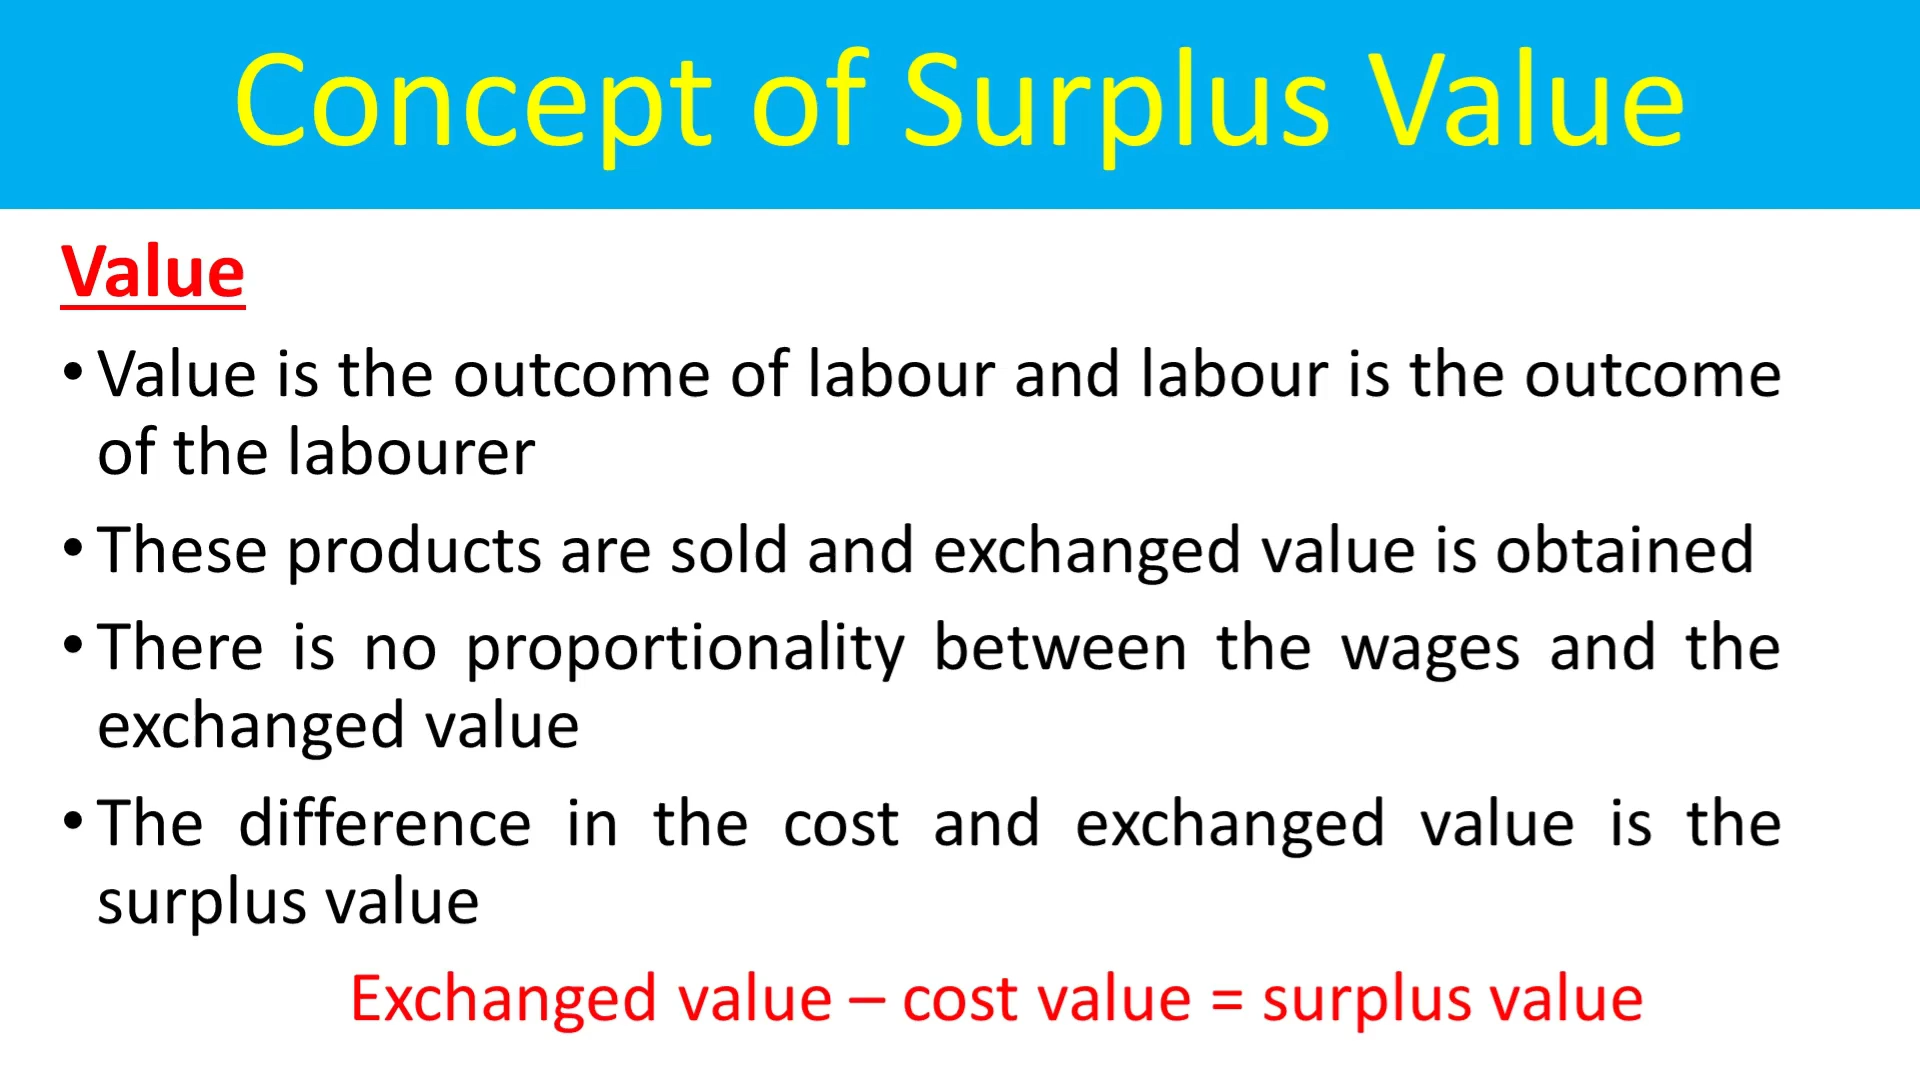 Concept of Surplus Value
Value
• Value is the outcome of labour and labour is the outcome
of the labourer
• These products are sold and exchanged value is obtained
• There is no proportionality between the wages and the
exchanged value
• The difference in the cost and exchanged value is the
surplus value
Exchanged value – cost value = surplus value